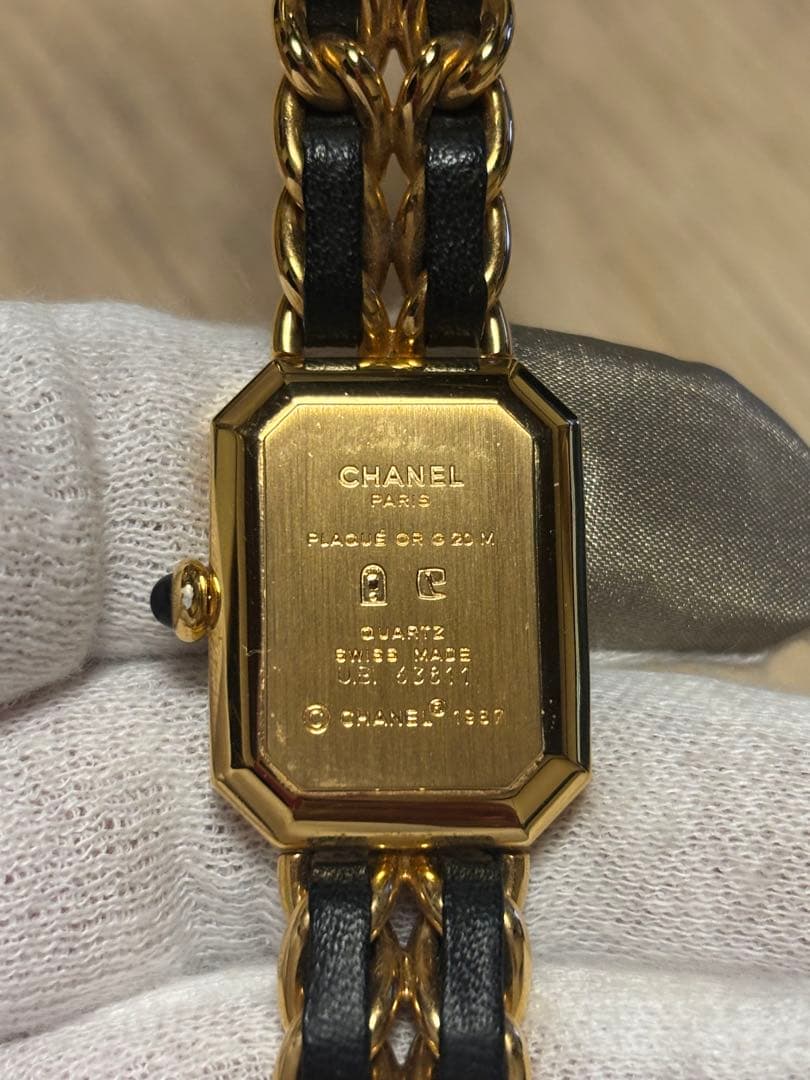 CHANEL
PARIS
PLAQUÉ OR G 20 M
QUARTZ
SWISS MADE
U.B. 63811
© CHANEL® 1987